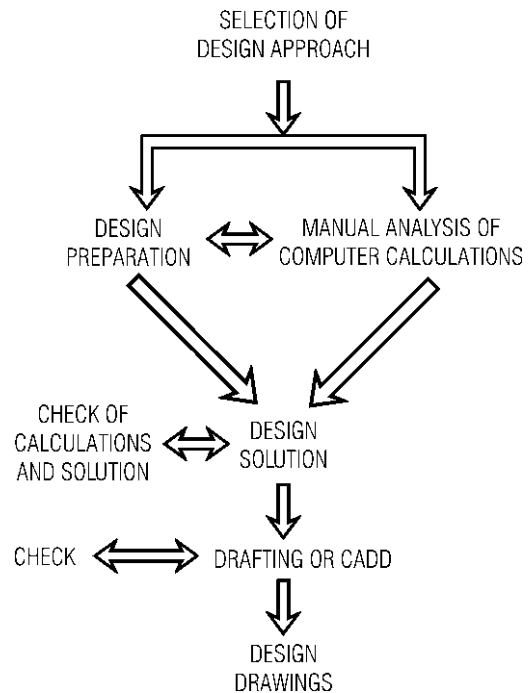 SELECTION OF
DESIGN APPROACH
DESIGN
PREPARATION
MANUAL ANALYSIS OF
COMPUTER CALCULATIONS
CHECK OF
CALCULATIONS
AND SOLUTION
DESIGN
SOLUTION
CHECK
DRAFTING OR CADD
DESIGN
DRAWINGS